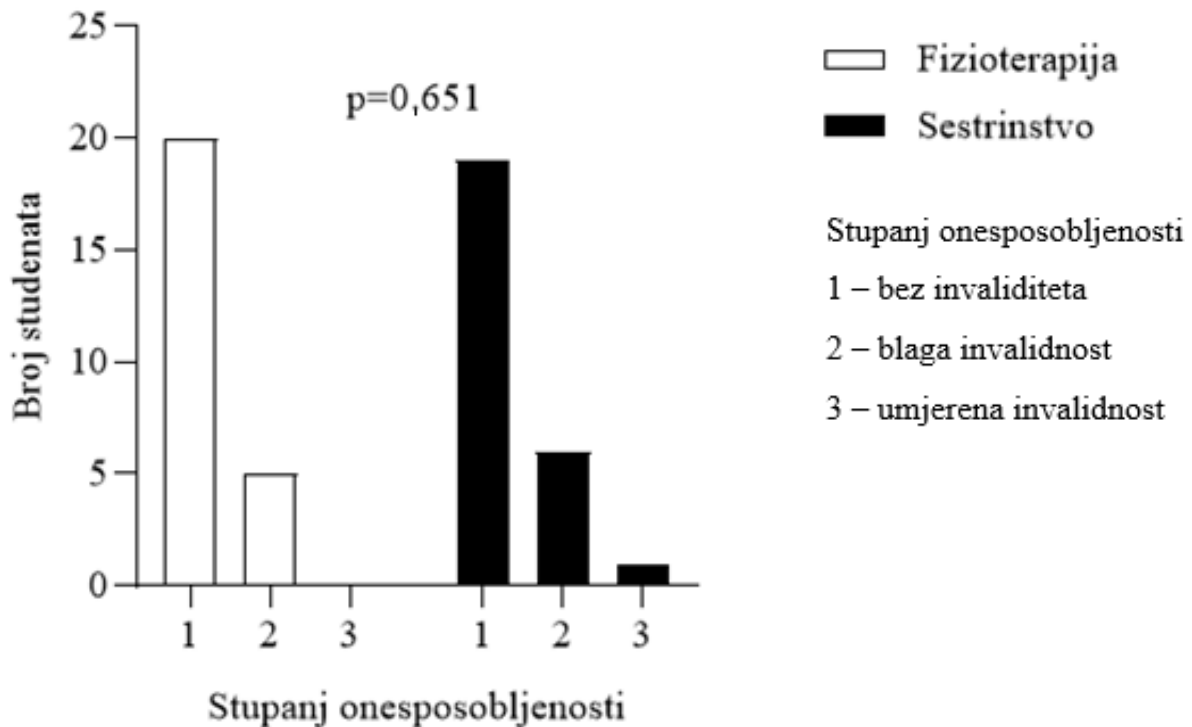 25
20
15
10
5
0
Broj studenata
p=0,651
1 2 3 1 2 3
Stupanj onesposobljenosti
Fizioterapija
Sestrinstvo
Stupanj onesposobljenosti
1 – bez invaliditeta
2 – blaga invalidnost
3 – umjerena invalidnost